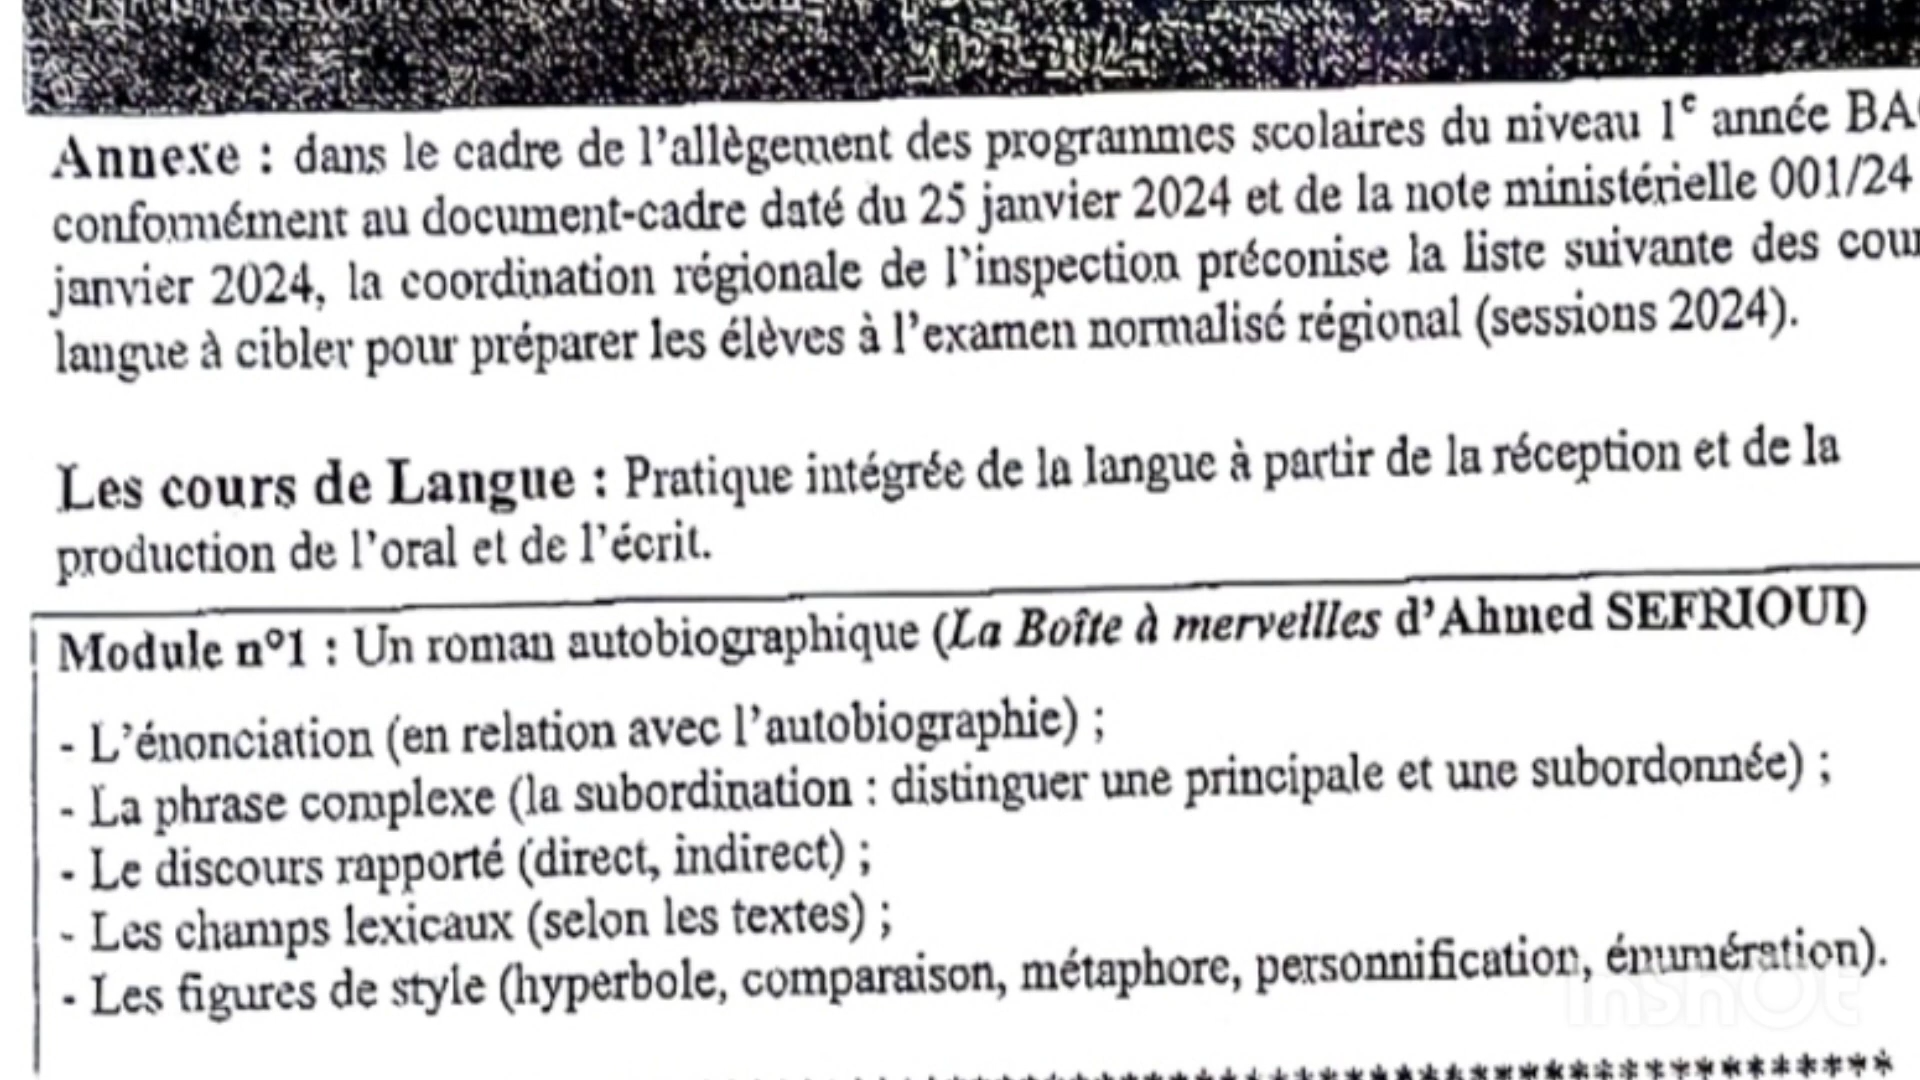 Annexe : dans le cadre de l'allègement des programmes scolaires du niveau 1e année
conformément au document-cadre daté du 25 janvier 2024 et de la note ministérielle 001/24
janvier 2024, la coordination régionale de l'inspection préconise la liste suivante des
langue à cibler pour préparer les élèves à l'examen normalisé régional (sessions 2024).
Les cours de Langue : Pratique intégrée de la langue à partir de la réception et de la
production de l'oral et de l'écrit.
Module n°1 : Un roman autobiographique (La Boîte à merveilles d'Ahmed SEFRIOUI)
- L'énonciation (en relation avec l'autobiographie) ;
- La phrase complexe (la subordination : distinguer une principale et une subordonnée) ;
- Le discours rapporté (direct, indirect) ;
- Les champs lexicaux (selon les textes) ;
- Les figures de style (hyperbole, comparaison, métaphore, personnification, énumération).
InShOt